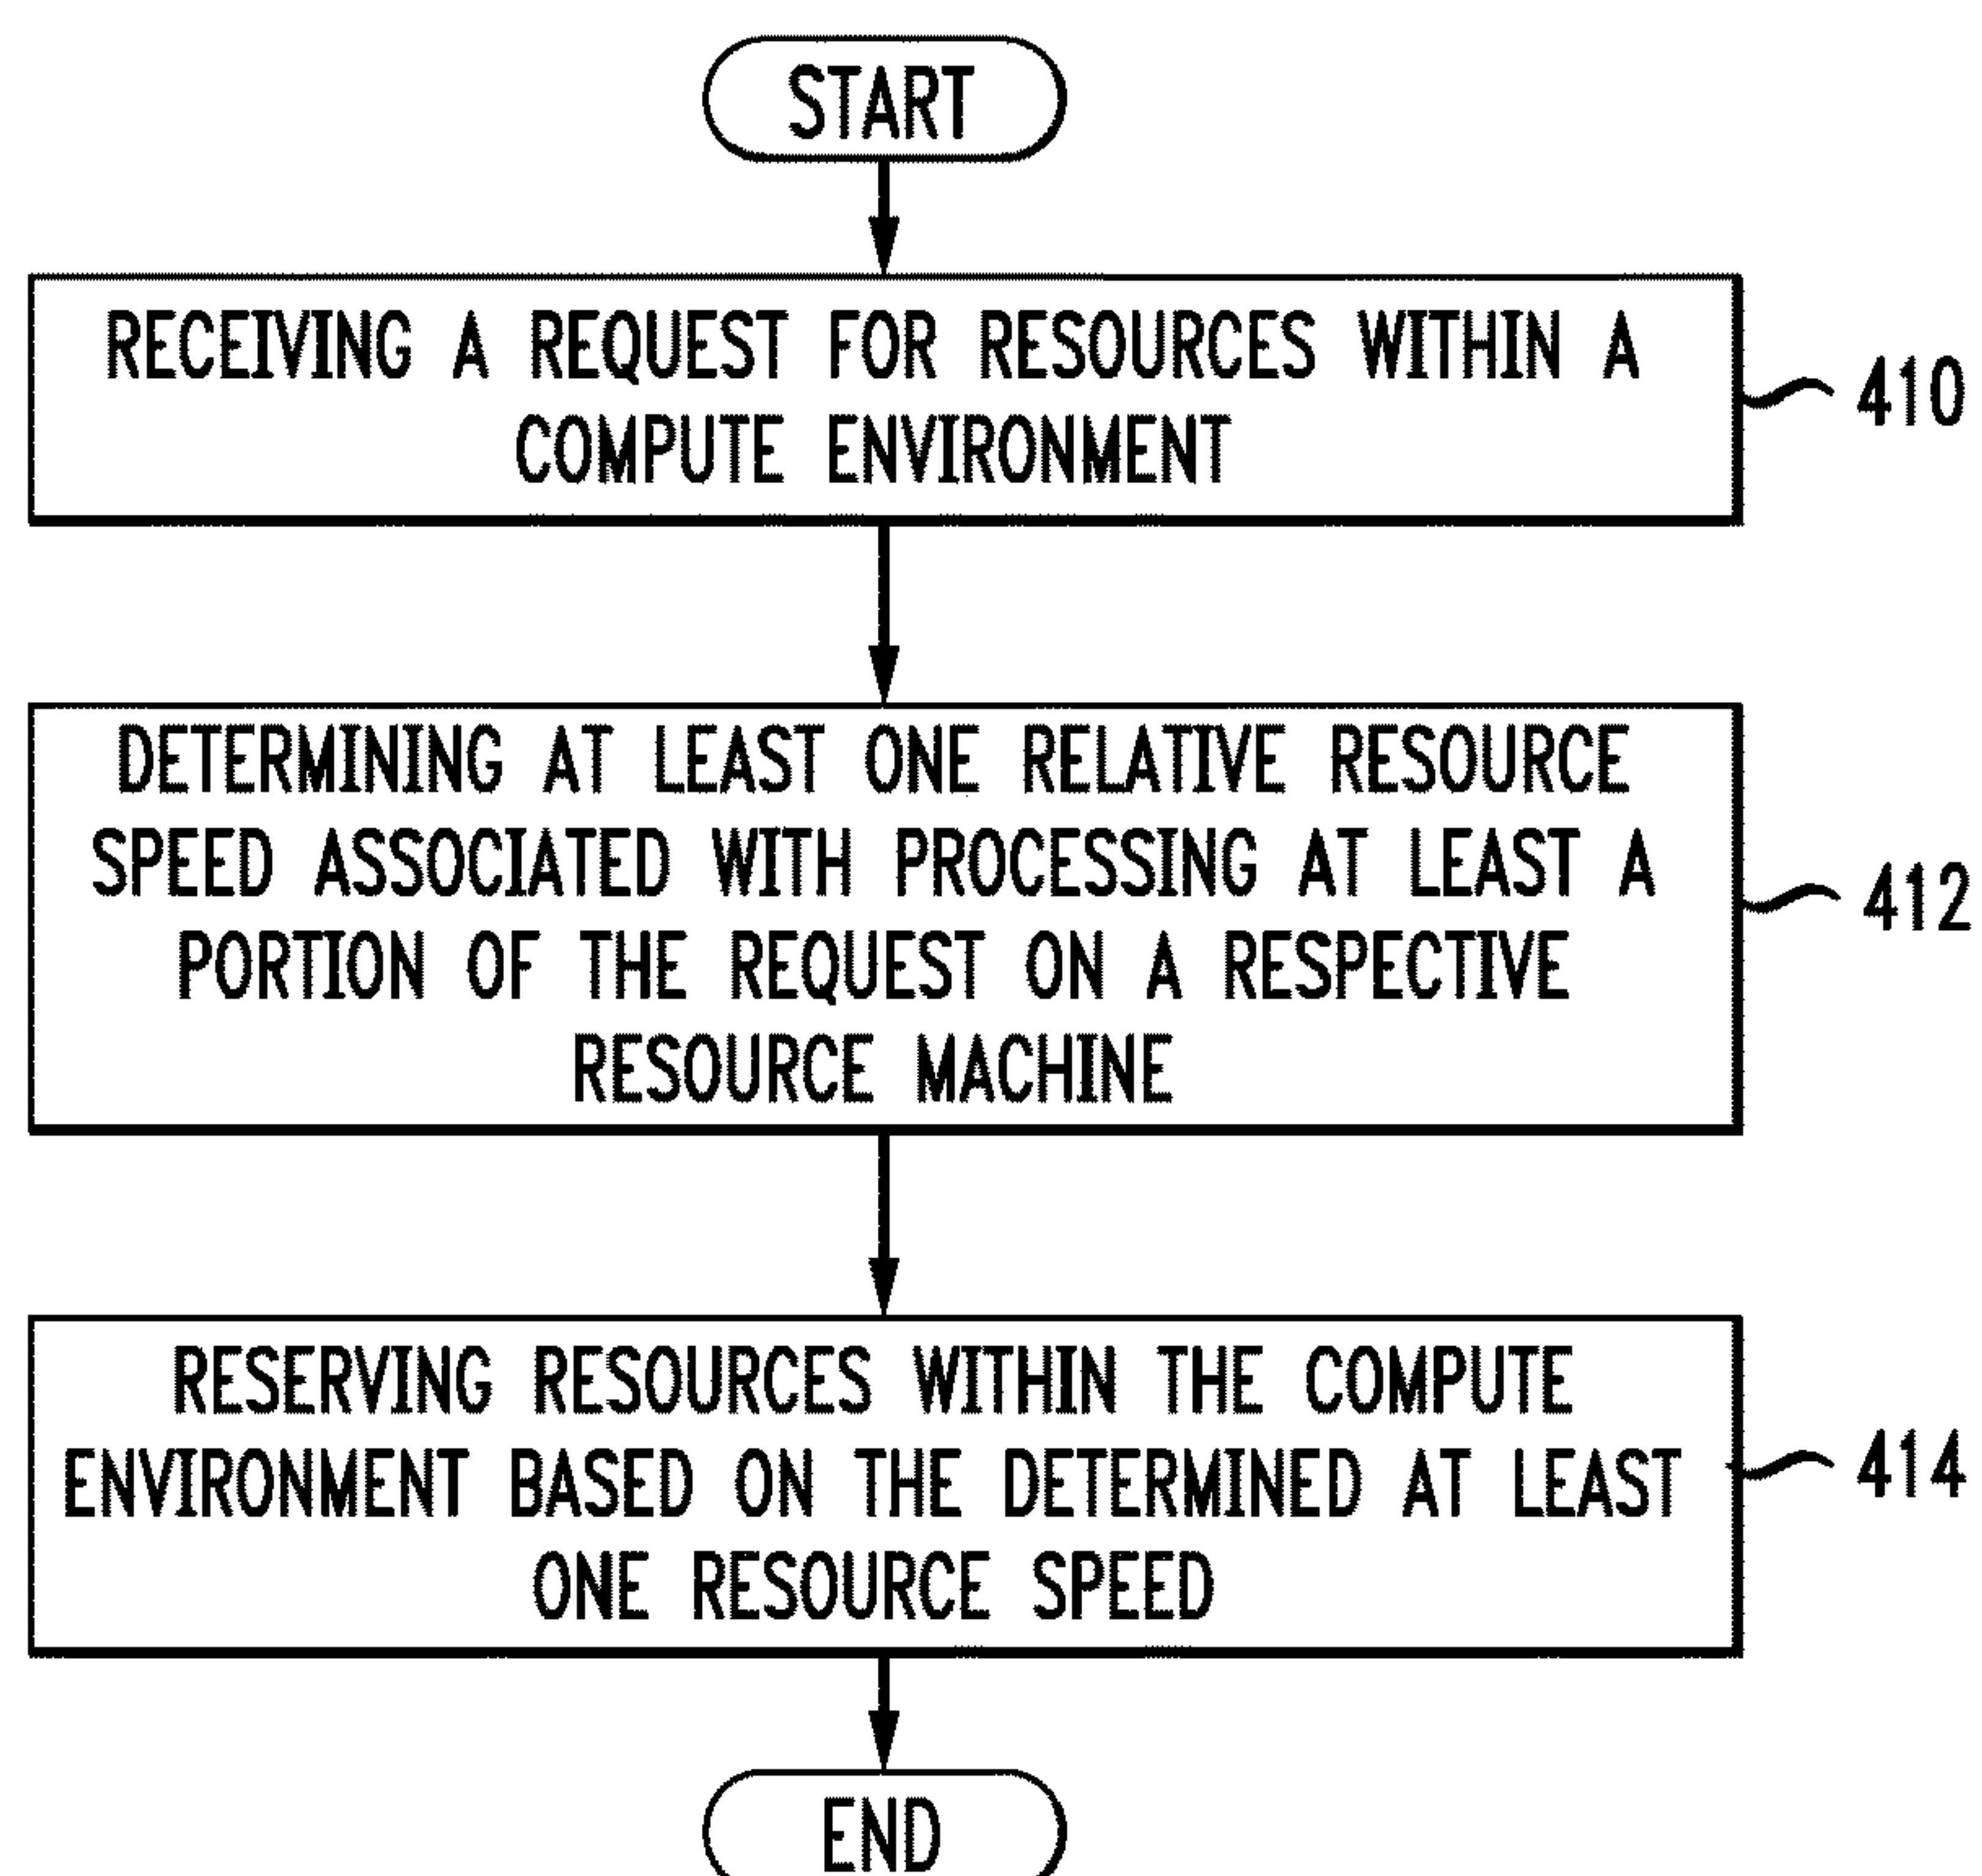 START
RECEIVING A REQUEST FOR RESOURCES WITHIN A
COMPUTE ENVIRONMENT
410
DETERMINING AT LEAST ONE RELATIVE RESOURCE
SPEED ASSOCIATED WITH PROCESSING AT LEAST A
PORTION OF THE REQUEST ON A RESPECTIVE
RESOURCE MACHINE
412
RESERVING RESOURCES WITHIN THE COMPUTE
ENVIRONMENT BASED ON THE DETERMINED AT LEAST
ONE RESOURCE SPEED
414
END